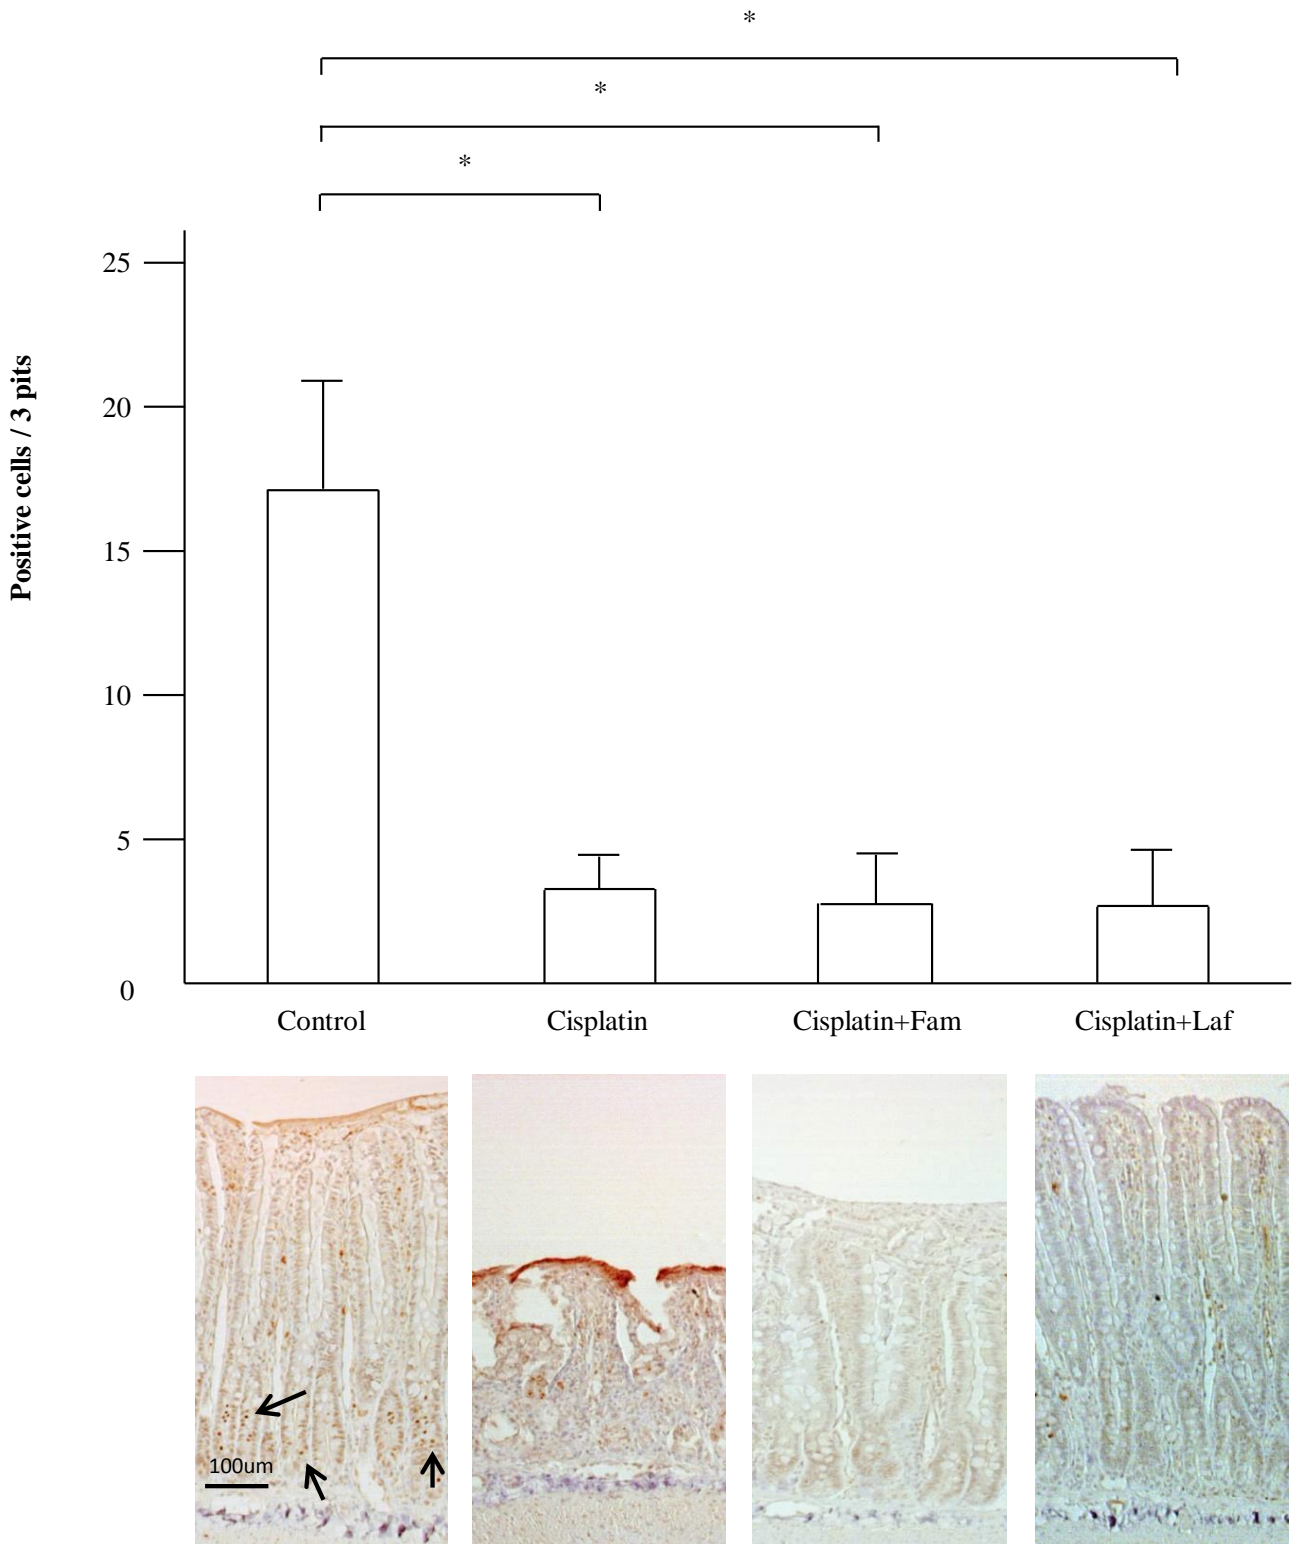 *
*
*
25
20
15
10
5
0
Positive cells / 3 pits
Control
Cisplatin
Cisplatin+Fam
Cisplatin+Laf
100um